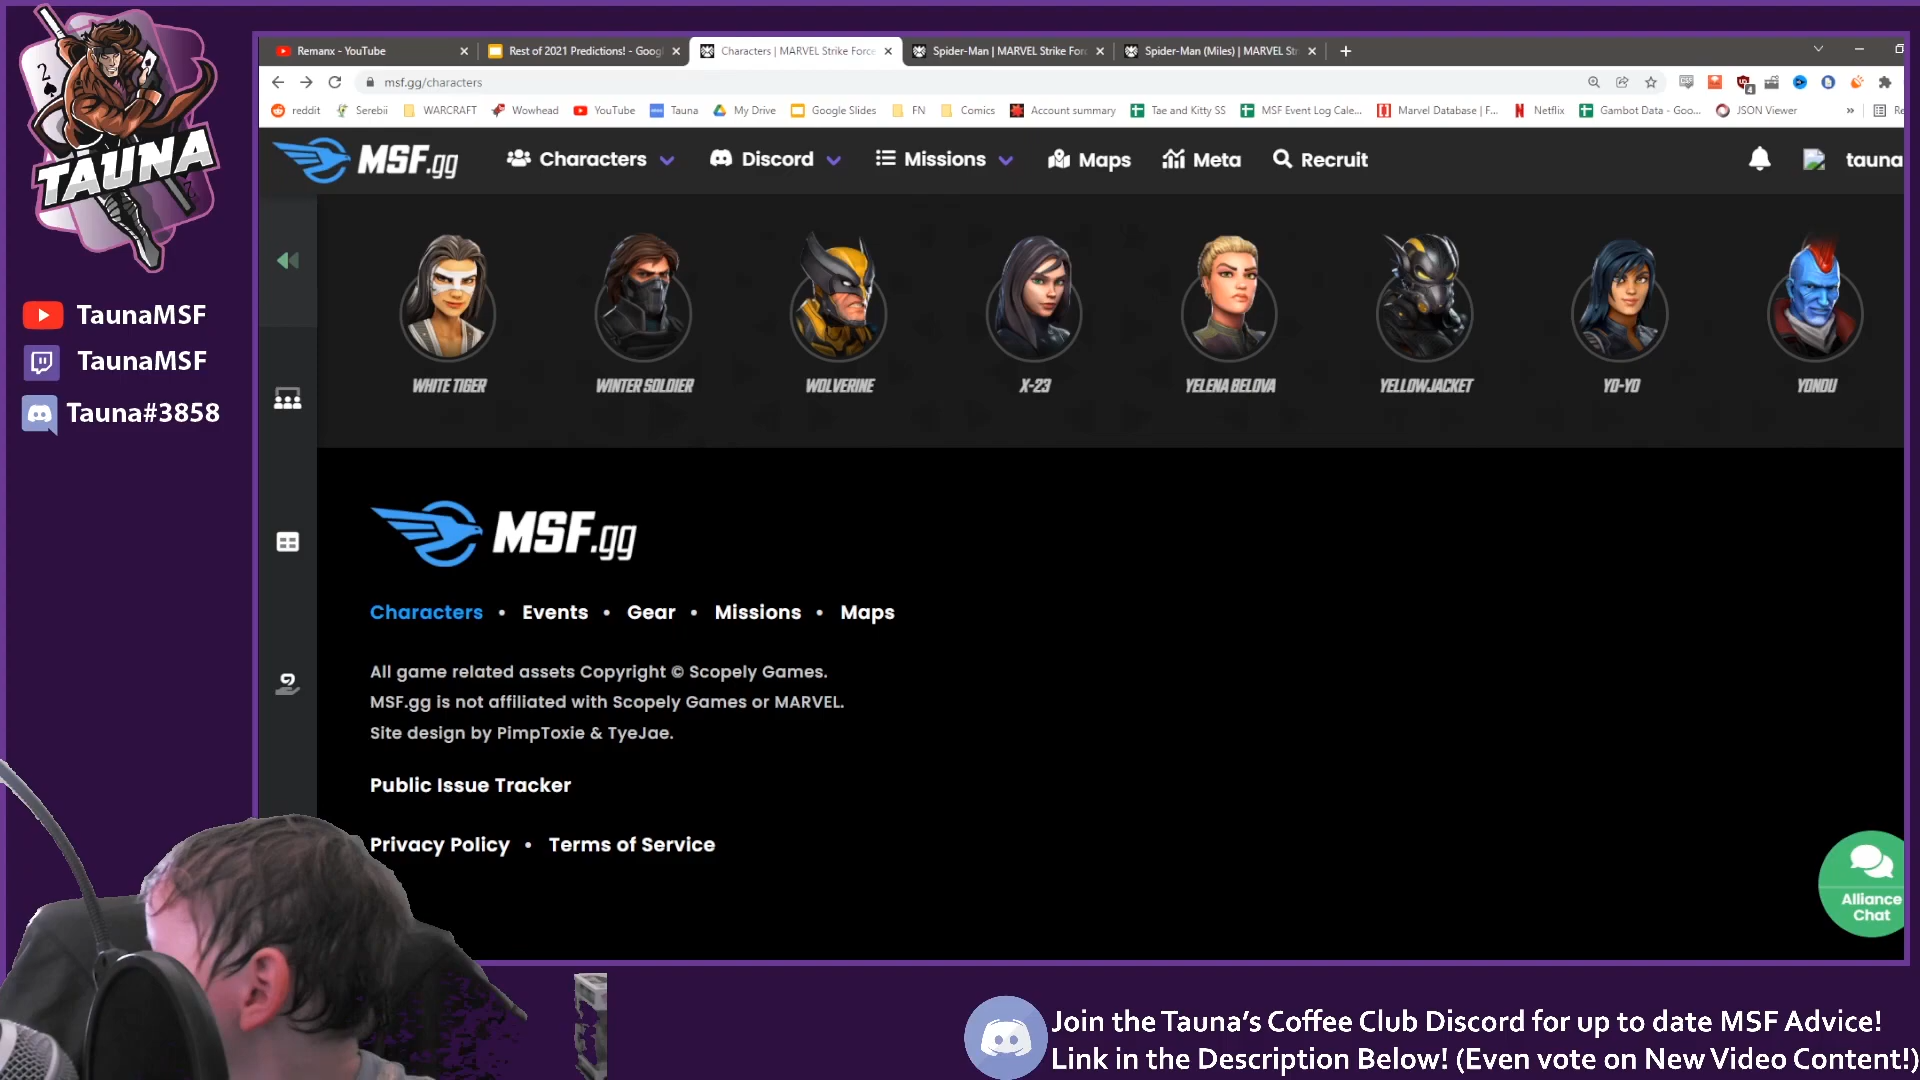 2
TAUNA
TaunaMSF
TaunaMSF
Tauna#3858
Remanx - YouTube
Rest of 2021 Predictions! - Goog
Characters | MARVEL Strike Force
Spider-Man | MARVEL Strike Forc
Spider-Man (Miles) | MARVEL Str
msf.gg/characters
reddit
Serebii
WARCRAFT
Wowhead
YouTube
Tauna
My Drive
Google Slides
FN
Comics
Account summary
Tae and Kitty SS
MSF Event Log Cale...
Marvel Database | F...
Netflix
Gambot Data - Goo...
JSON Viewer
»
Re
MSF.gg
Characters
Discord
Missions
Maps
Meta
Recruit
tauna
WHITE TIGER
WINTER SOLDIER
WOLVERINE
X-23
YELENA BELOVA
YELLOWJACKET
YO-YO
YONDU
MSF.gg
Characters • Events • Gear • Missions • Maps
All game related assets Copyright © Scopely Games.
MSF.gg is not affiliated with Scopely Games or MARVEL.
Site design by PimpToxie & TyeJae.
Public Issue Tracker
Privacy Policy • Terms of Service
Alliance
Chat
Join the Tauna's Coffee Club Discord for up to date MSF Advice!
Link in the Description Below! (Even vote on New Video Content!)